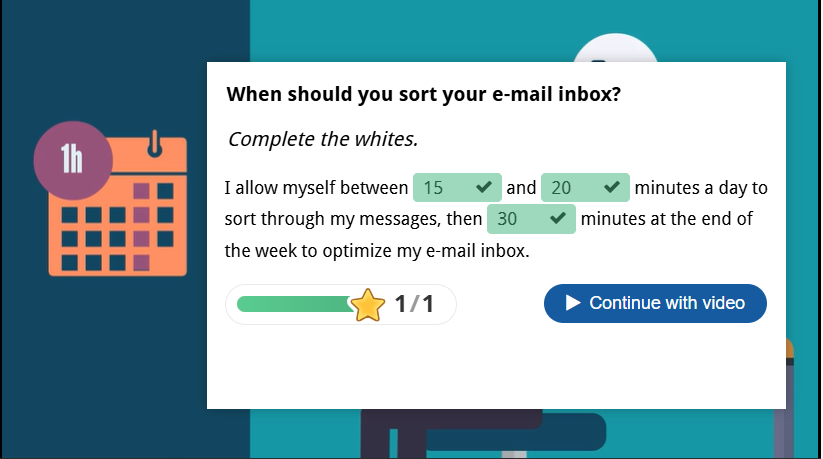 When should you sort your e-mail inbox?
Complete the whites.
1h
I allow myself between 15 and 20 minutes a day to
sort through my messages, then 30 minutes at the end of
the week to optimize my e-mail inbox.
1/1
Continue with video